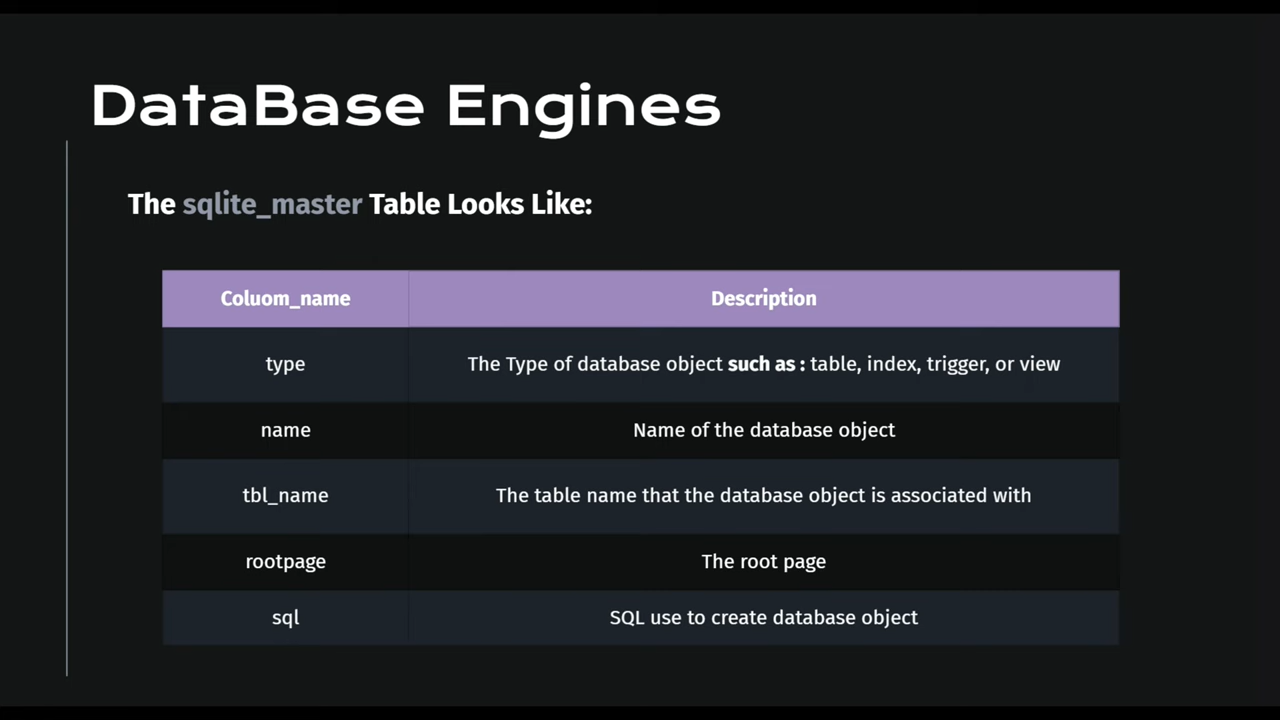 DataBase Engines
The sqlite_master Table Looks Like:
Coluom_name Description
type The Type of database object such as : table, index, trigger, or view
name Name of the database object
tbl_name The table name that the database object is associated with
rootpage The root page
sql SQL use to create database object